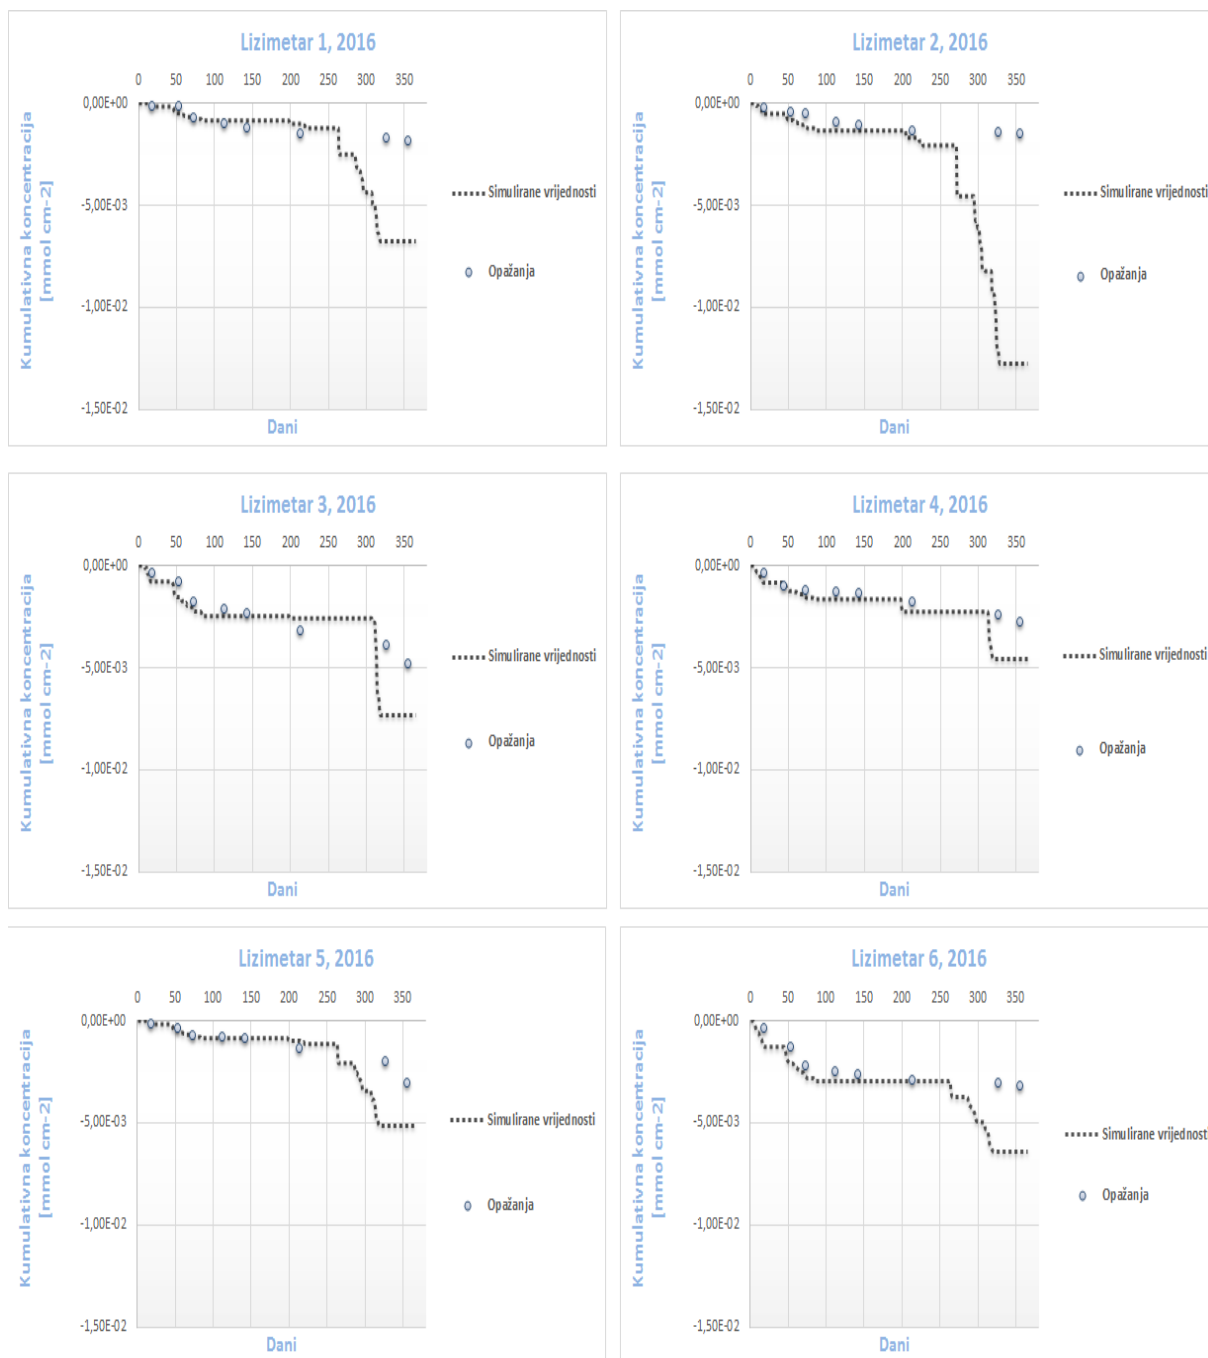 Lizimetar 1, 2016
0 50 100 150 200 250 300 350
0,00E+00
-5,00E-03
-1,00E-02
-1,50E-02
Kumulativna koncentracija
[mmol cm-2]
Dani
Simulirane vrijednosti
Opažanja
Lizimetar 2, 2016
0 50 100 150 200 250 300 350
0,00E+00
-5,00E-03
-1,00E-02
-1,50E-02
Kumulativna koncentracija
[mmol cm-2]
Dani
Simulirane vrijednosti
Opažanja
Lizimetar 3, 2016
0 50 100 150 200 250 300 350
0,00E+00
-5,00E-03
-1,00E-02
-1,50E-02
Kumulativna koncentracija
[mmol cm-2]
Dani
Simulirane vrijednosti
Opažanja
Lizimetar 4, 2016
0 50 100 150 200 250 300 350
0,00E+00
-5,00E-03
-1,00E-02
-1,50E-02
Kumulativna koncentracija
[mmol cm-2]
Dani
Simulirane vrijednosti
Opažanja
Lizimetar 5, 2016
0 50 100 150 200 250 300 350
0,00E+00
-5,00E-03
-1,00E-02
-1,50E-02
Kumulativna koncentracija
[mmol cm-2]
Dani
Simulirane vrijednosti
Opažanja
Lizimetar 6, 2016
0 50 100 150 200 250 300 350
0,00E+00
-5,00E-03
-1,00E-02
-1,50E-02
Kumulativna koncentracija
[mmol cm-2]
Dani
Simulirane vrijednosti
Opažanja